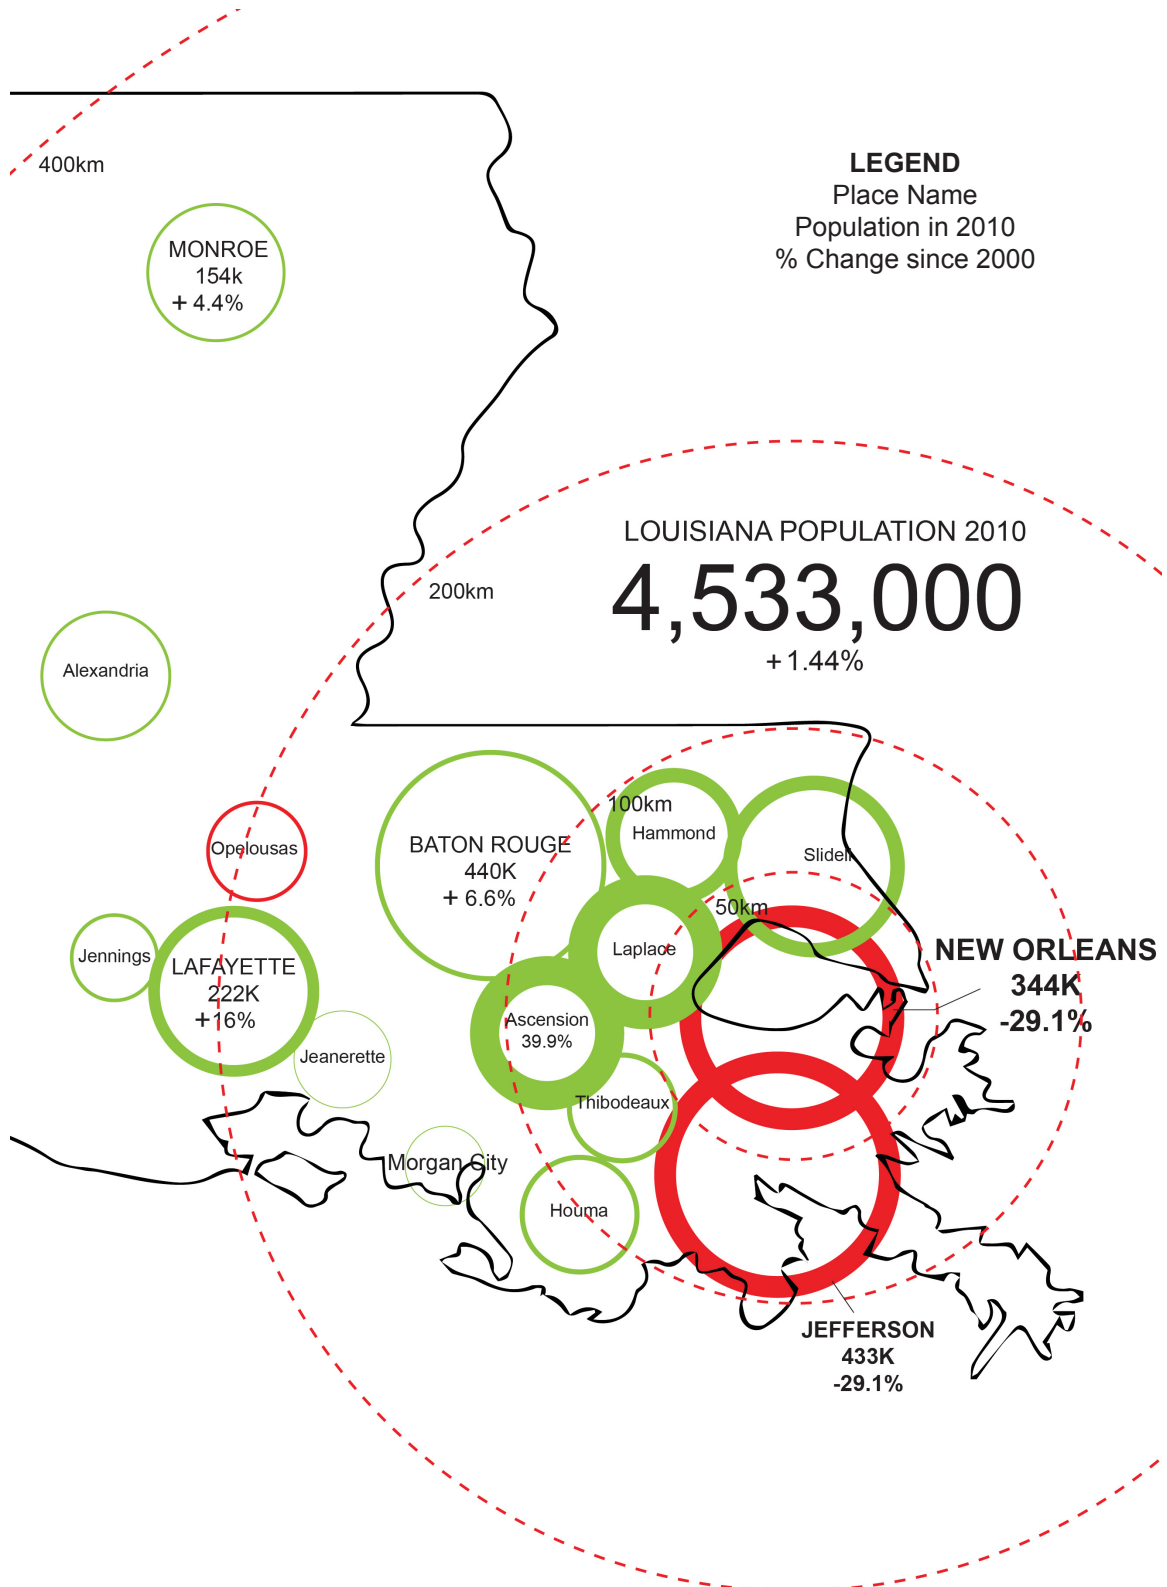 400km
LEGEND
Place Name
Population in 2010
% Change since 2000
MONROE
154k
+ 4.4%
LOUISIANA POPULATION 2010
4,533,000
+1.44%
200km
Alexandria
100km
Hammond
Slidell
Opelousas
BATON ROUGE
440K
+ 6.6%
50km
Laplace
NEW ORLEANS
344K
-29.1%
Jennings
LAFAYETTE
222K
+16%
Ascension
39.9%
Jeanerette
Thibodeaux
Morgan City
Houma
JEFFERSON
433K
-29.1%